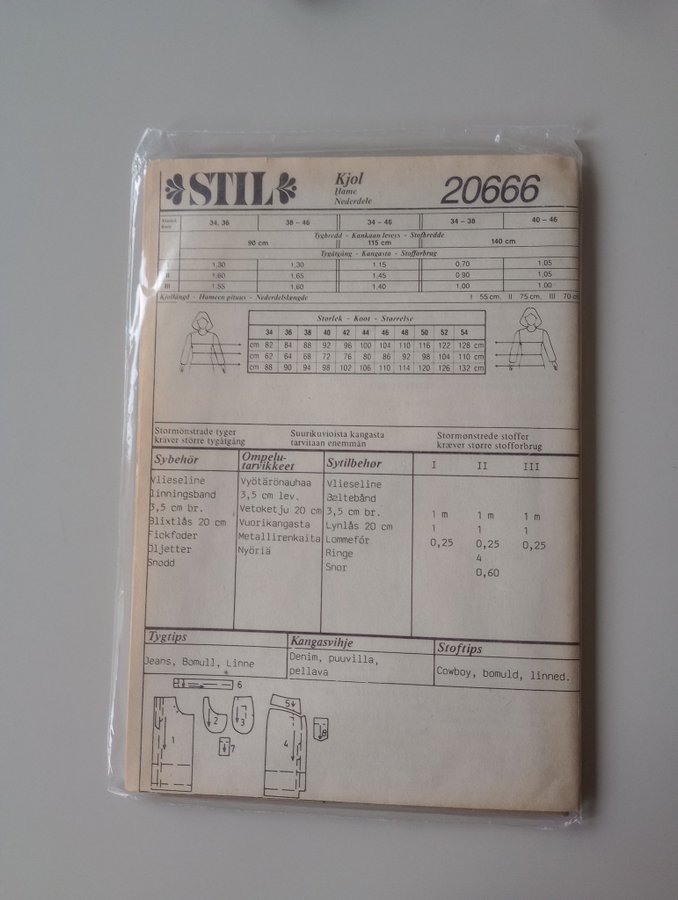 STIL
Kjol
Hame
Nederdele
20666
34, 36 38 – 46 34 – 46 34 – 38 40 – 46
Tygbredd - Kankaan leveys - Stofbredde
90 cm 115 cm 140 cm
Tygåtgång - Kangasta - Stofforbrug
I 1.30 1.30 1.15 0.70 1.05
II 1.60 1.65 1.45 0.90 1.05
III 1.55 1.60 1.40 1.00 1.00
Kjollängd - Hameen pituus - Nederdelslængde I 55 cm. II 75 cm. III 70 cm
Storlek - Koot - Størrelse
34 36 38 40 42 44 46 48 50 52 54
cm 82 84 88 92 96 100 104 110 116 122 128 cm
cm 62 64 68 72 76 80 86 92 98 104 110 cm
cm 88 90 94 98 102 106 110 114 120 126 132 cm
Stormönstrade tyger
kräver större tygåtgång
Suurikuvioista kangasta
tarvitaan enemmän
Stormønstrede stoffer
kræver større stofforbrug
Sybehör
Vlieseline
Linningsband
3,5 cm br.
Blixtlås 20 cm
Fickfoder
Öljetter
Snodd
Ompelu-
tarvikkeet
Vyötärönauhaa
3,5 cm lev.
Vetoketju 20 cm
Vuorikangasta
Metallirenkaita
Nyöriä
Sytilbehør
Vlieseline
Bæltebånd
3,5 cm br.
Lynlås 20 cm
Lommefór
Ringe
Snor
I II III
1 m 1 m 1 m
1 1 1
0,25 0,25 0,25
4
0,60
Tygtips
Jeans, Bomull, Linne
Kangasvihje
Denim, puuvilla,
pellava
Stoftips
Cowboy, bomuld, linned.
6
1
2
3
7
5
4
8